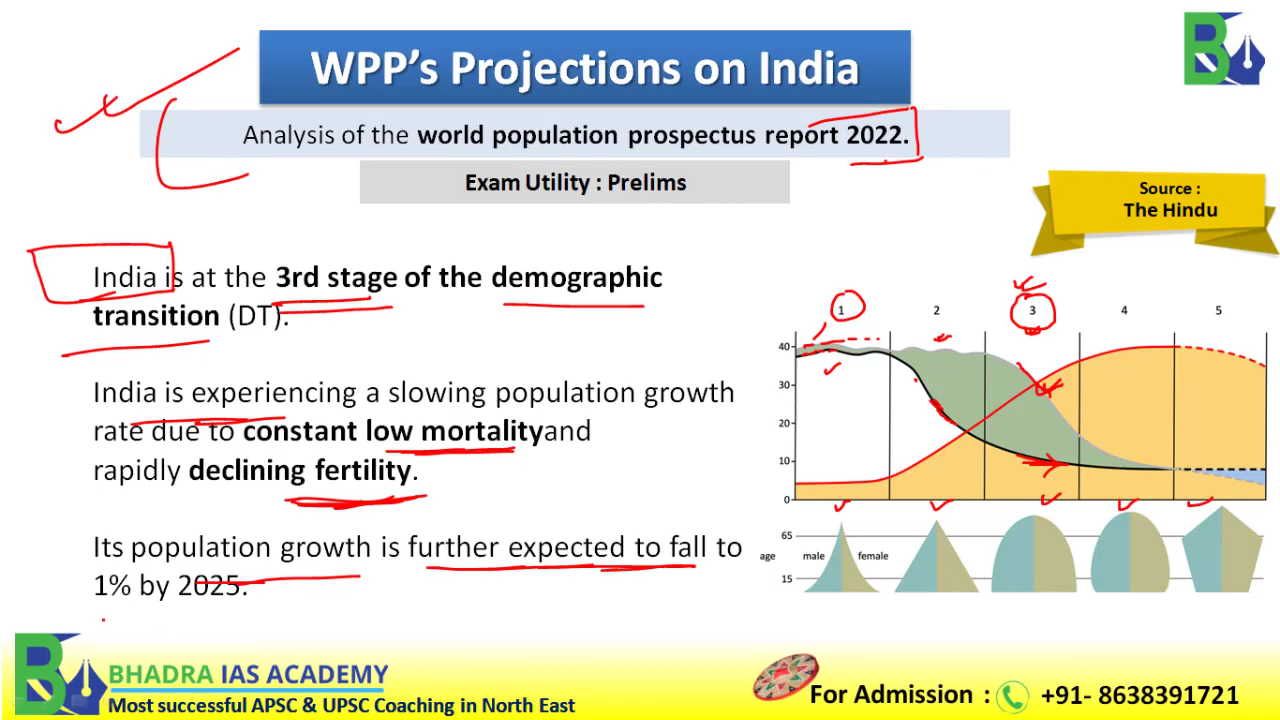 WPP's Projections on India
Analysis of the world population prospectus report 2022.
Exam Utility : Prelims
Source :
The Hindu
India is at the 3rd stage of the demographic
transition (DT).
India is experiencing a slowing population growth
rate due to constant low mortalityand
rapidly declining fertility.
Its population growth is further expected to fall to
1% by 2025.
1 2 3 4 5
40
30
20
10
0
65
age male female
15
BHADRA IAS ACADEMY
Most successful APSC & UPSC Coaching in North East
For Admission : +91- 8638391721